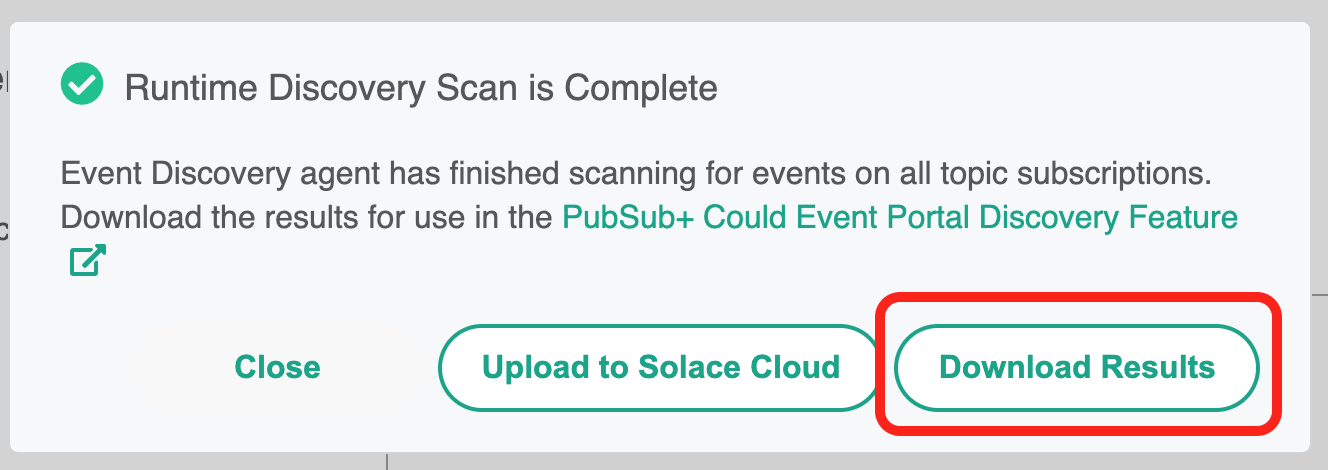 Runtime Discovery Scan is Complete
Event Discovery agent has finished scanning for events on all topic subscriptions.
Download the results for use in the PubSub+ Could Event Portal Discovery Feature
Close
Upload to Solace Cloud
Download Results